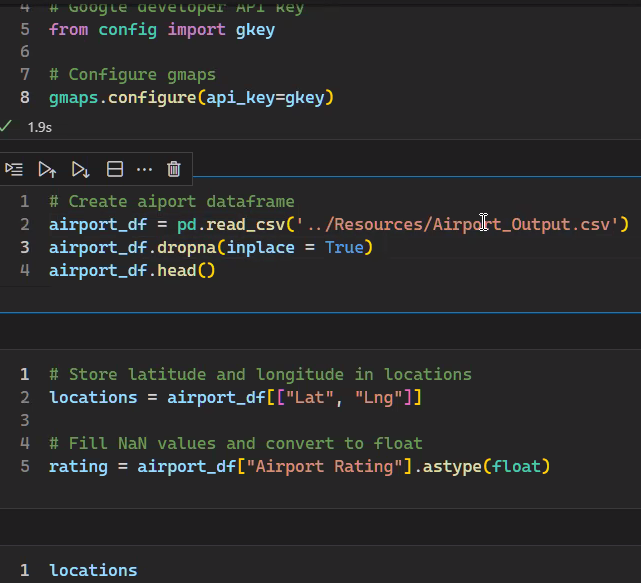 4 # Google developer API key
5 from config import gkey
6
7 # Configure gmaps
8 gmaps.configure(api_key=gkey)
1.9s
1 # Create aiport dataframe
2 airport_df = pd.read_csv('../Resources/Airport_Output.csv')
3 airport_df.dropna(inplace = True)
4 airport_df.head()
1 # Store latitude and longitude in locations
2 locations = airport_df[["Lat", "Lng"]]
3
4 # Fill NaN values and convert to float
5 rating = airport_df["Airport Rating"].astype(float)
1 locations